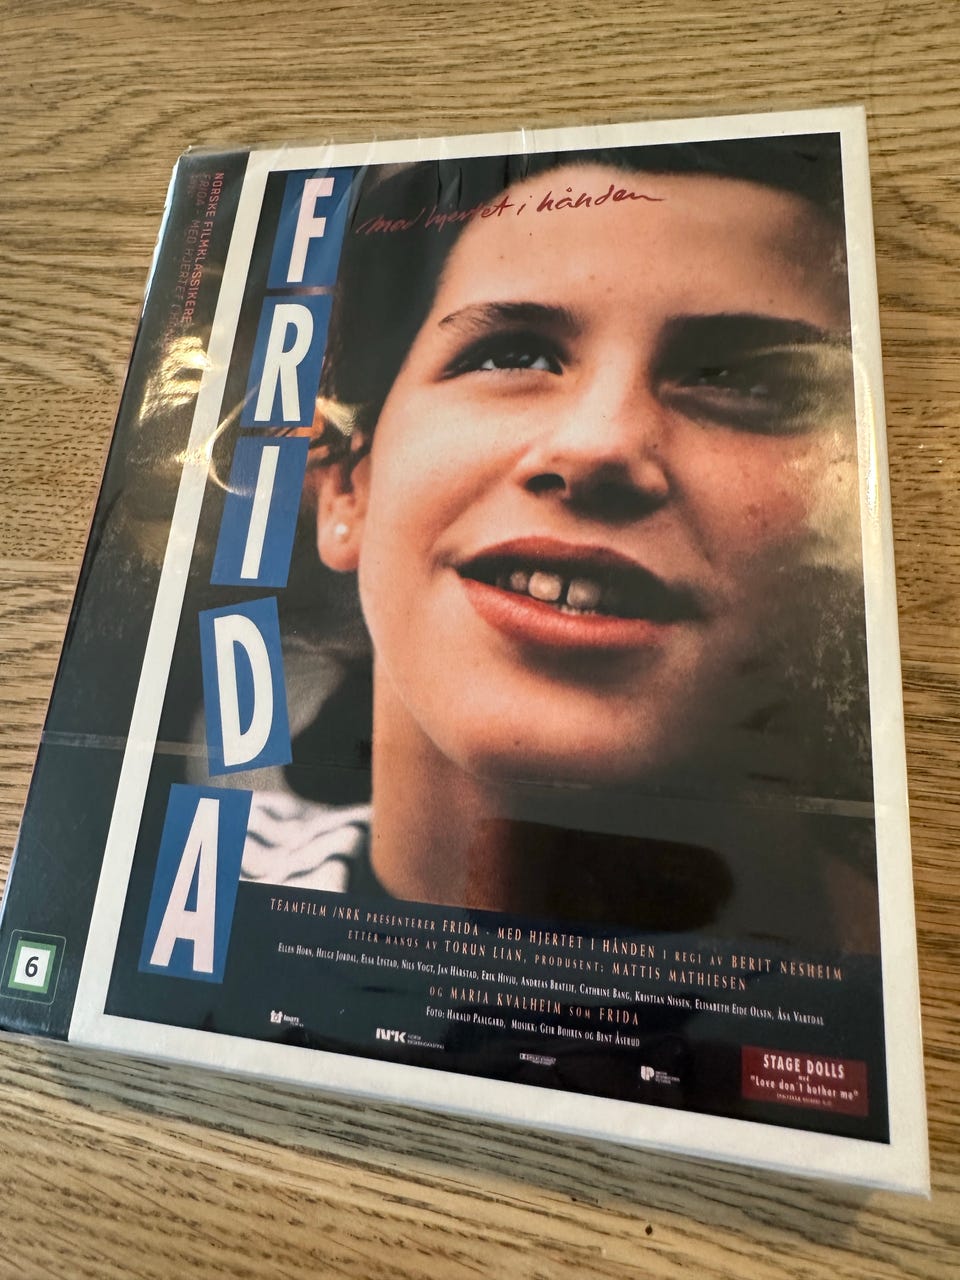 NORSKE FILMKLASSIKERE
FRIDA - MED HJERTET I
FRIDA
med hjertet i hånden
TEAMFILM /NRK PRESENTERER FRIDA - MED HJERTET I HÅNDEN I REGI AV BERIT NESHEIM
ETTER MANUS AV TORUN LIAN, PRODUSENT: MATTIS MATHIESEN
ELLEN HORN, HELGE JORDAL, ELSA LYSTAD, NILS VOGT, JAN HÅRSTAD, ERIK HIVJU, ANDREAS BRATLIE, CATHRINE BANG, KRISTIAN NISSEN, ELISABETH EIDE OLSEN, ÅSA VARTDAL
OG MARIA KVALHEIM SOM FRIDA
FOTO: HARALD PAALGARD, MUSIKK: GEIR BOHREN OG BENT ÅSERUD
6
NRK
STAGE DOLLS
med
"Love don't bother me"